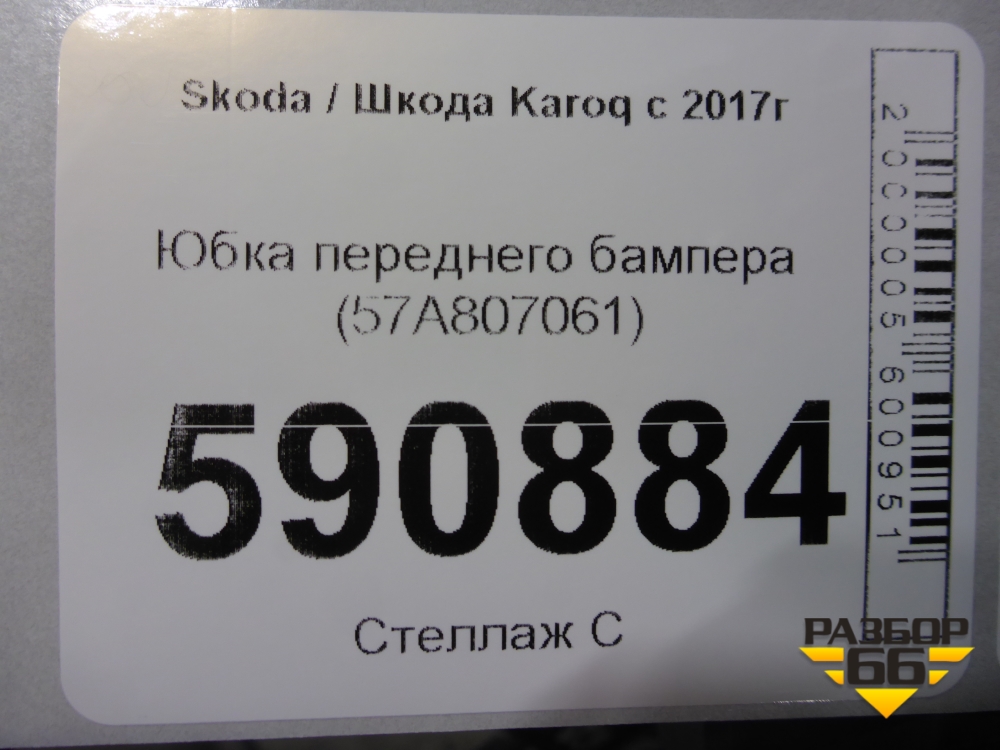 Skoda / Шкода Karoq с 2017г
Юбка переднего бампера
(57A807061)
590884
Стеллаж С
2000005600951
РАЗБОР
66